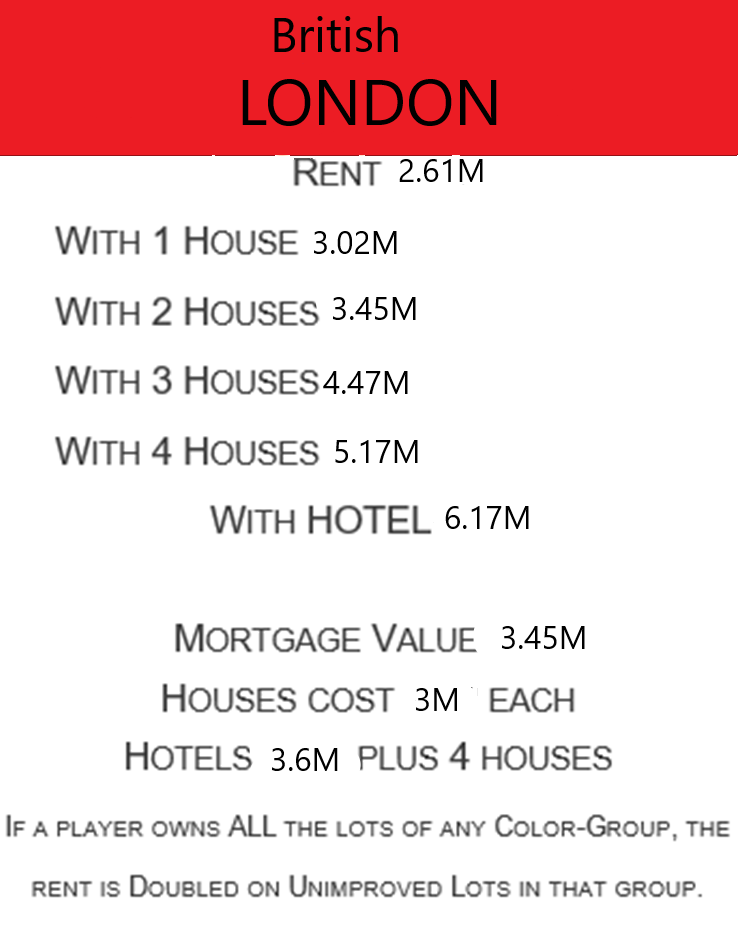 British
LONDON
RENT 2.61M
WITH 1 HOUSE 3.02M
WITH 2 HOUSES 3.45M
WITH 3 HOUSES 4.47M
WITH 4 HOUSES 5.17M
WITH HOTEL 6.17M
MORTGAGE VALUE 3.45M
HOUSES COST 3M EACH
HOTELS 3.6M PLUS 4 HOUSES
IF A PLAYER OWNS ALL THE LOTS OF ANY COLOR-GROUP, THE
RENT IS DOUBLED ON UNIMPROVED LOTS IN THAT GROUP.